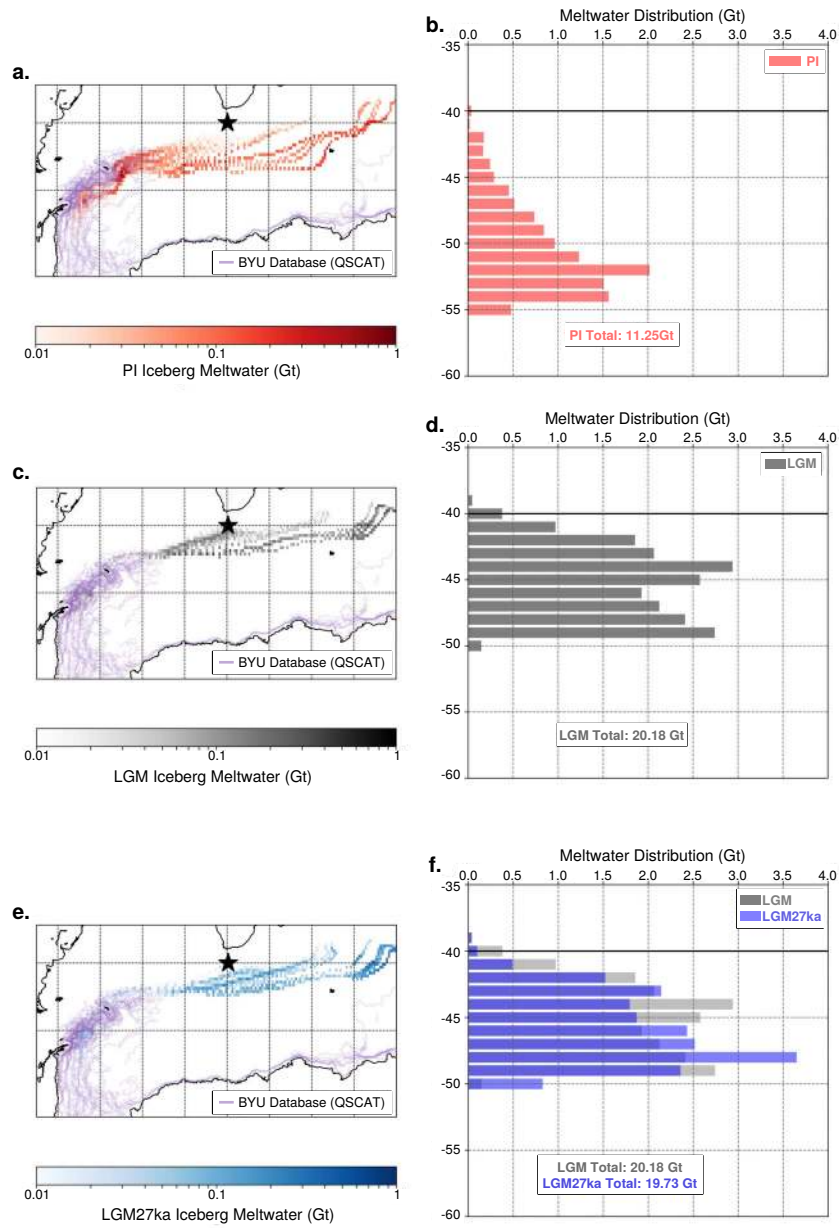 a.
BYU Database (QSCAT)
0.01 0.1 1
PI Iceberg Meltwater (Gt)
b.
Meltwater Distribution (Gt)
0.0 0.5 1.0 1.5 2.0 2.5 3.0 3.5 4.0
-35
PI
-40
-45
-50
-55
PI Total: 11.25Gt
-60
c.
BYU Database (QSCAT)
0.01 0.1 1
LGM Iceberg Meltwater (Gt)
d.
Meltwater Distribution (Gt)
0.0 0.5 1.0 1.5 2.0 2.5 3.0 3.5 4.0
-35
LGM
-40
-45
-50
-55
LGM Total: 20.18 Gt
-60
e.
BYU Database (QSCAT)
0.01 0.1 1
LGM27ka Iceberg Meltwater (Gt)
f.
Meltwater Distribution (Gt)
0.0 0.5 1.0 1.5 2.0 2.5 3.0 3.5 4.0
-35
LGM
LGM27ka
-40
-45
-50
-55
LGM Total: 20.18 Gt
LGM27ka Total: 19.73 Gt
-60